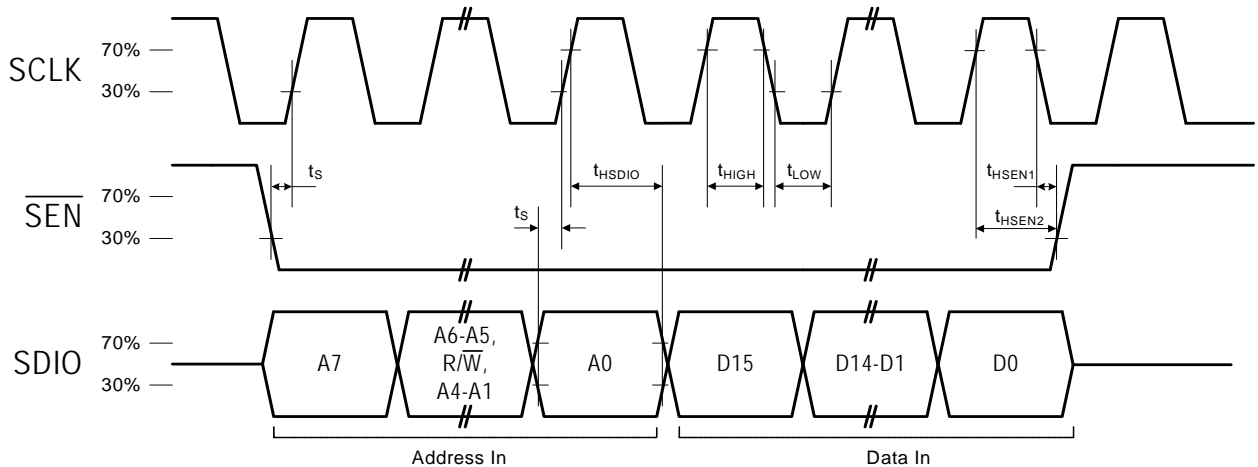 SCLK
70%
30%
SEN
70%
30%
tS
tS
tHSDIO
tHIGH
tLOW
tHSEN1
tHSEN2
SDIO
70%
30%
A7
A6-A5,
R/W,
A4-A1
A0
D15
D14-D1
D0
Address In
Data In